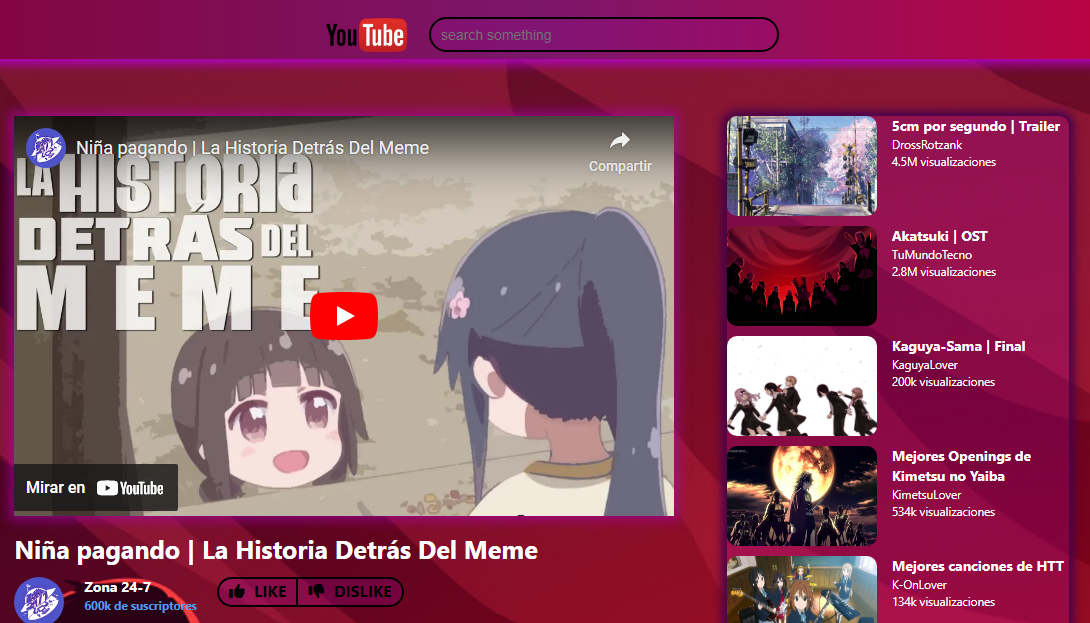 YouTube
search something
Niña pagando | La Historia Detrás Del Meme
Compartir
LA HISTORIA
DETRÁS DEL
MEME
Mirar en YouTube
Niña pagando | La Historia Detrás Del Meme
Zona 24-7
600k de suscriptores
LIKE
DISLIKE
5cm por segundo | Trailer
DrossRotzank
4.5M visualizaciones
Akatsuki | OST
TuMundoTecno
2.8M visualizaciones
Kaguya-Sama | Final
KaguyaLover
200k visualizaciones
Mejores Openings de
Kimetsu no Yaiba
KimetsuLover
534k visualizaciones
Mejores canciones de HTT
K-OnLover
134k visualizaciones